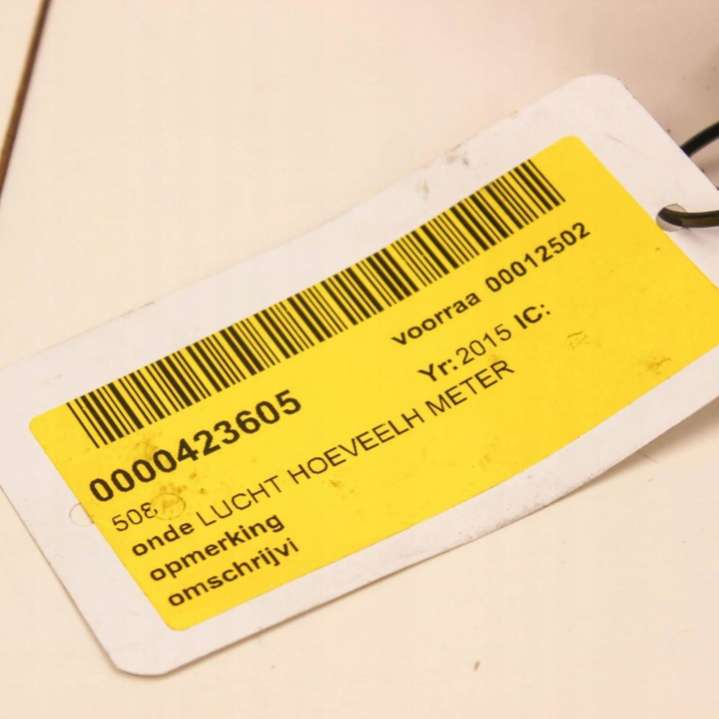 voorraa 00012502
0000423605
Yr: 2015 IC:
508
onde LUCHT HOEVEELH METER
opmerking
omschrijvi